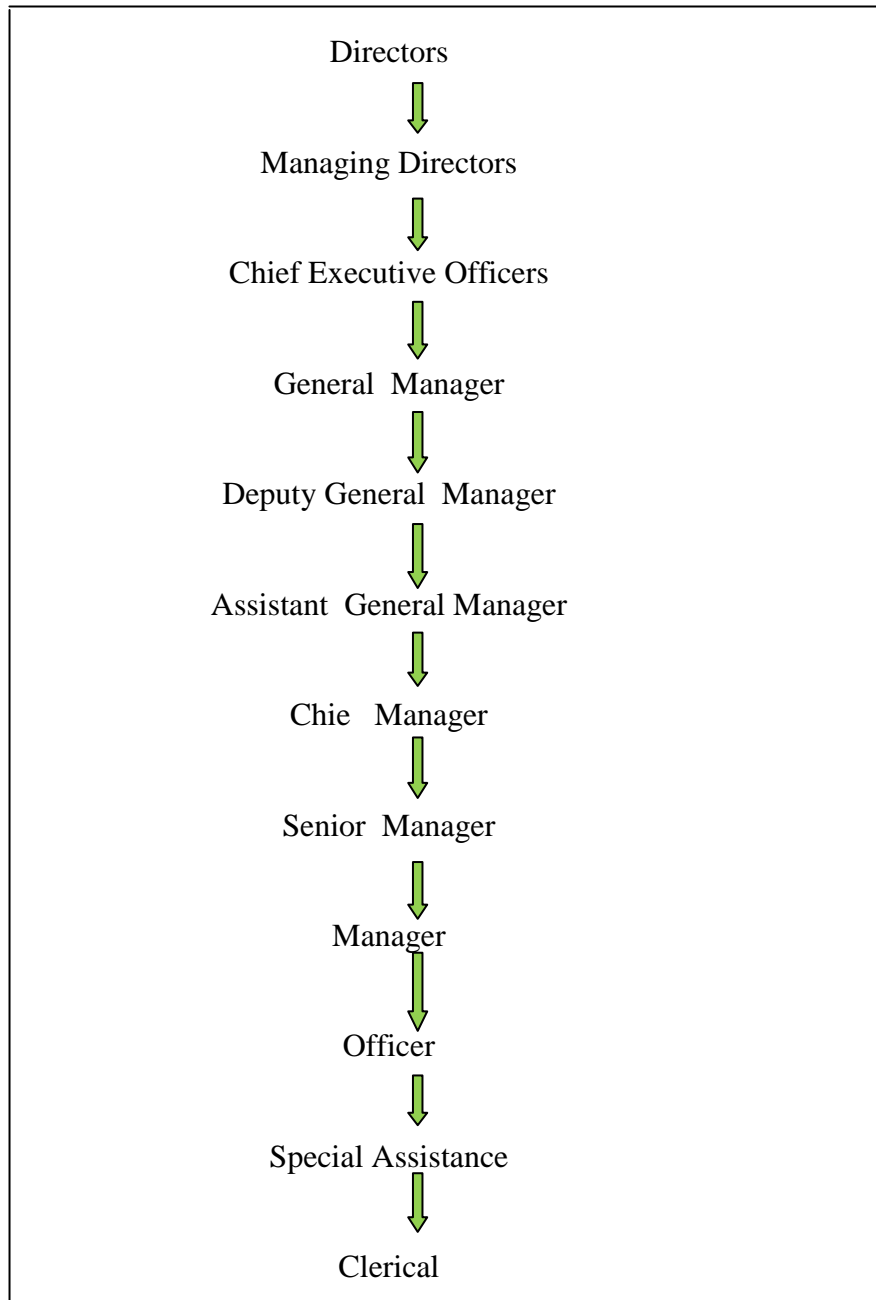 Directors
Managing Directors
Chief Executive Officers
General  Manager
Deputy General  Manager
Assistant  General Manager
Chie   Manager
Senior  Manager
Manager
Officer
Special Assistance
Clerical